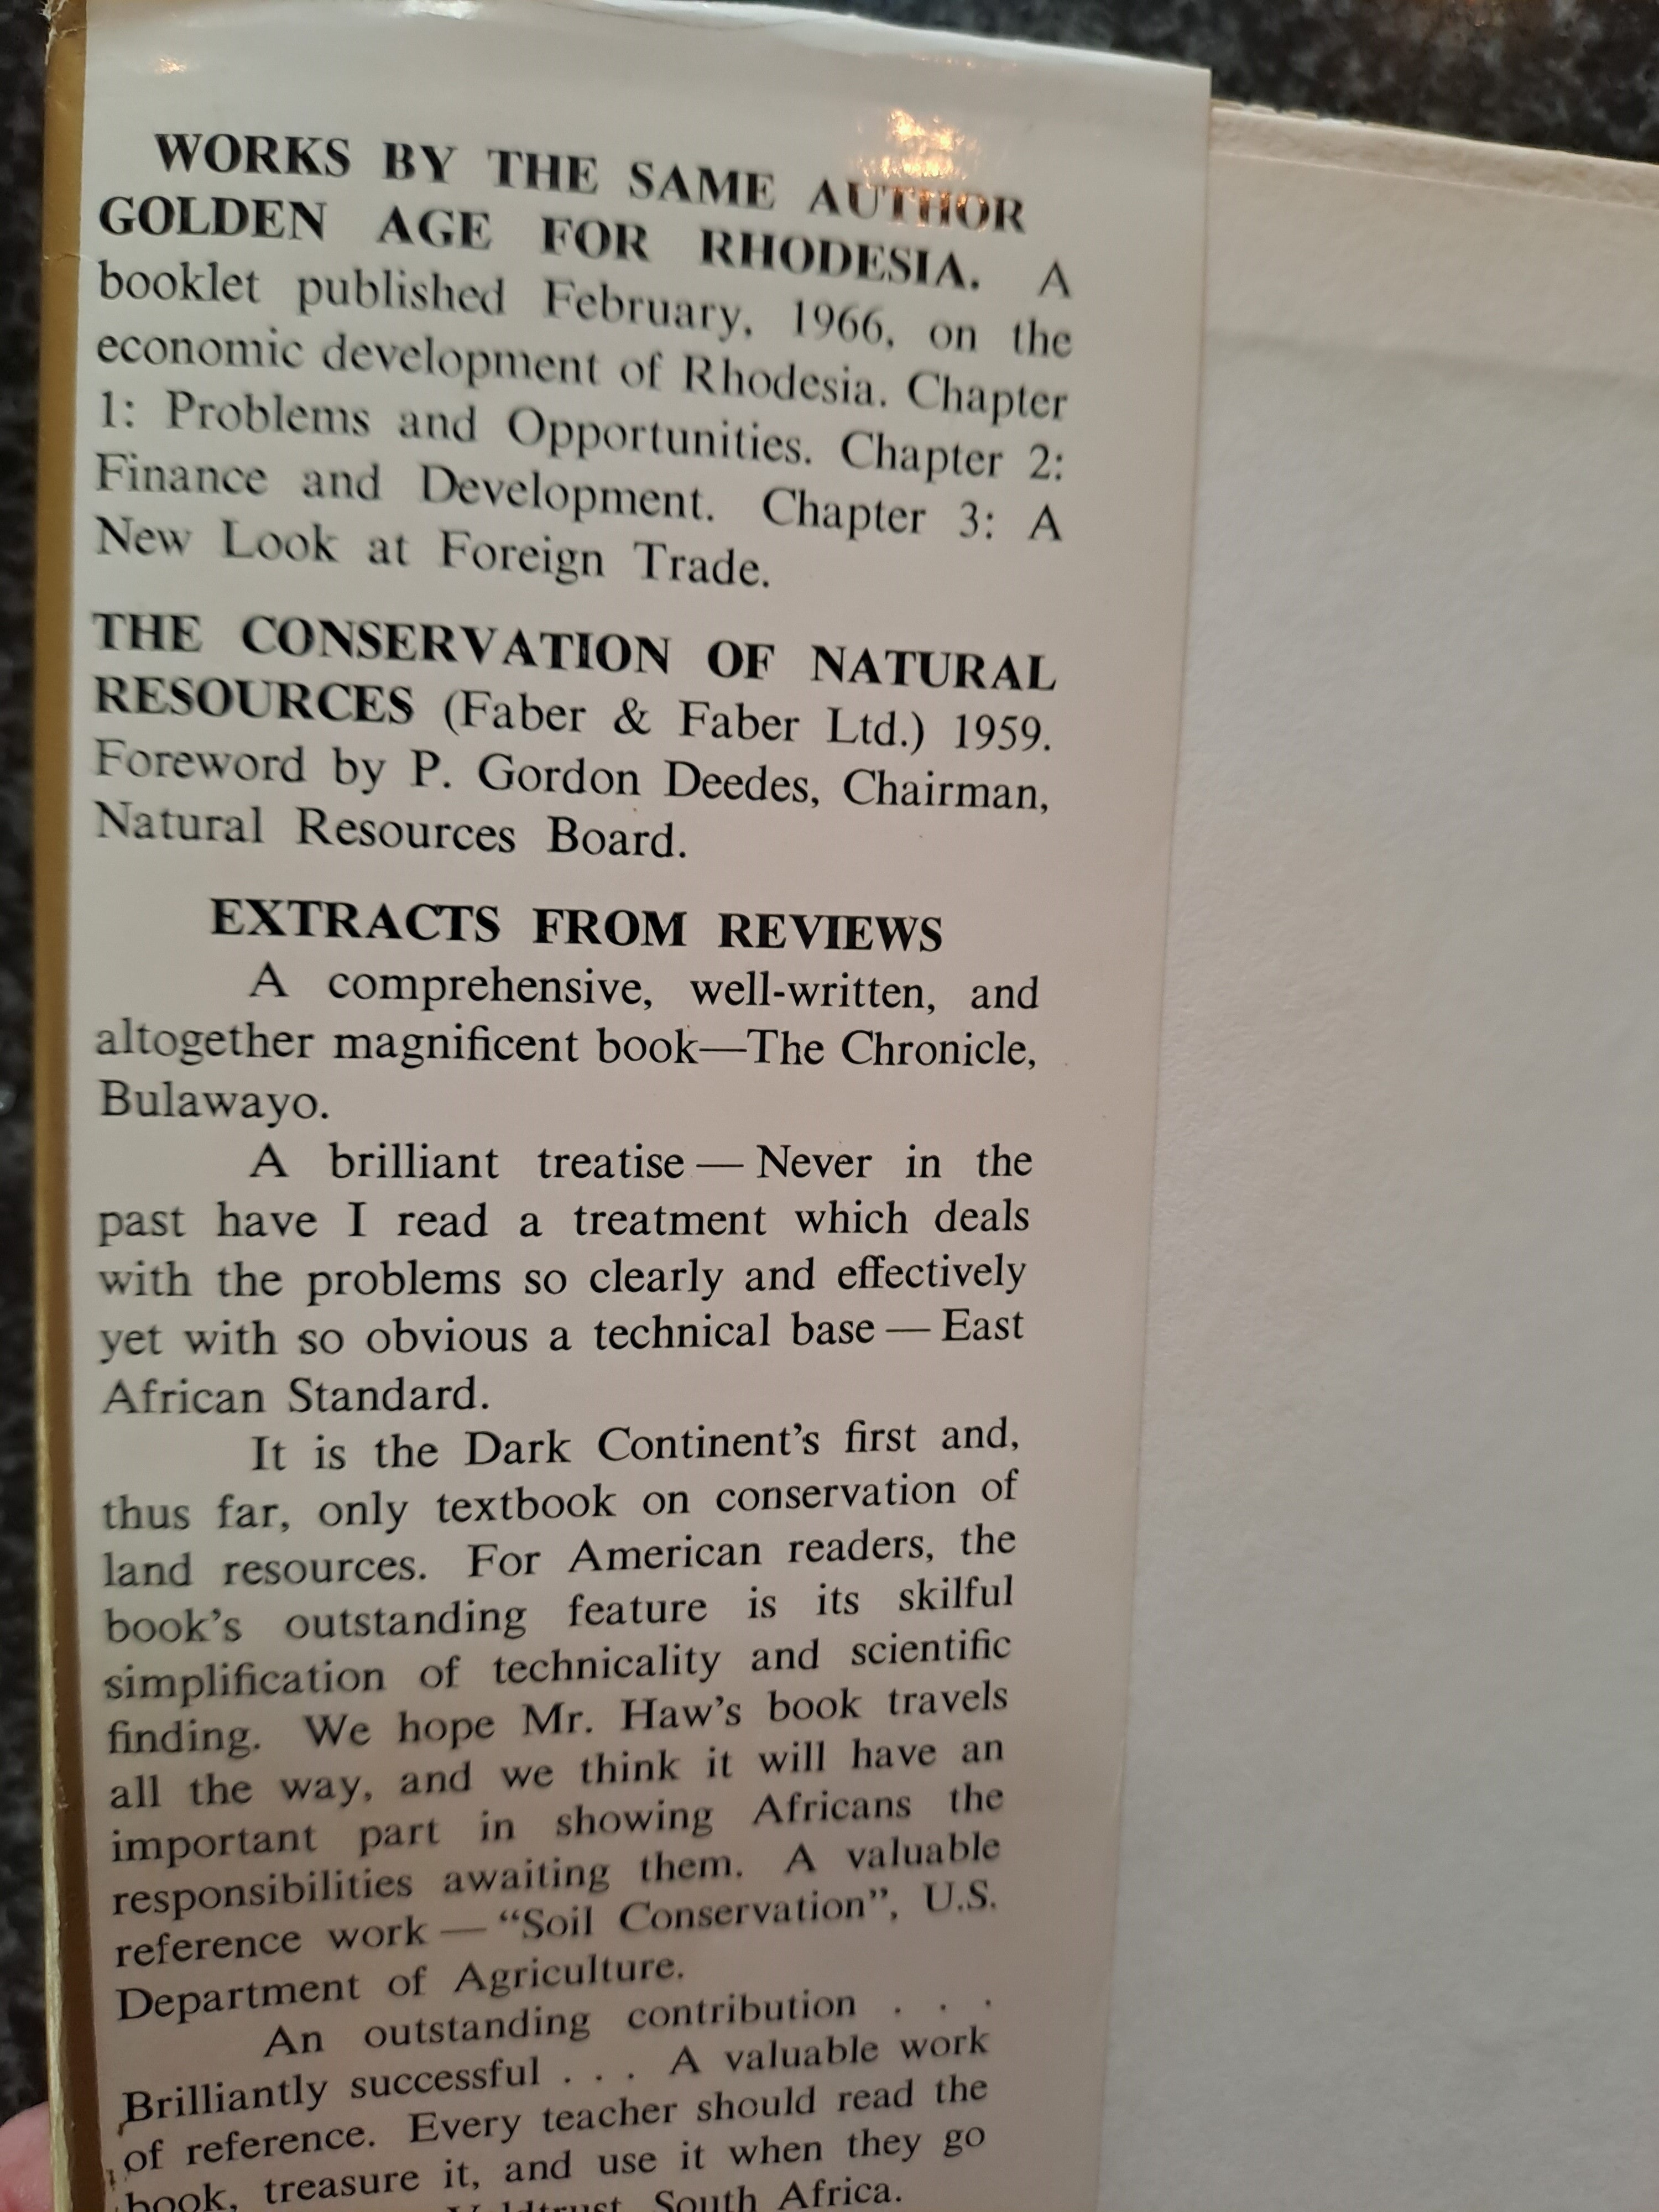 WORKS BY THE SAME AUTHOR
GOLDEN AGE FOR RHODESIA. A
booklet published February, 1966, on the
economic development of Rhodesia. Chapter
1: Problems and Opportunities. Chapter 2:
Finance and Development. Chapter 3: A
New Look at Foreign Trade.
THE CONSERVATION OF NATURAL
RESOURCES (Faber & Faber Ltd.) 1959.
Foreword by P. Gordon Deedes, Chairman,
Natural Resources Board.
EXTRACTS FROM REVIEWS
A comprehensive, well-written, and
altogether magnificent book—The Chronicle,
Bulawayo.
A brilliant treatise — Never in the
past have I read a treatment which deals
with the problems so clearly and effectively
yet with so obvious a technical base — East
African Standard.
It is the Dark Continent's first and,
thus far, only textbook on conservation of
land resources. For American readers, the
book's outstanding feature is its skilful
simplification of technicality and scientific
finding. We hope Mr. Haw's book travels
all the way, and we think it will have an
important part in showing Africans the
responsibilities awaiting them. A valuable
reference work — "Soil Conservation", U.S.
Department of Agriculture.
An outstanding contribution . . .
Brilliantly successful . . . A valuable work
of reference. Every teacher should read the
book, treasure it, and use it when they go
South Africa.